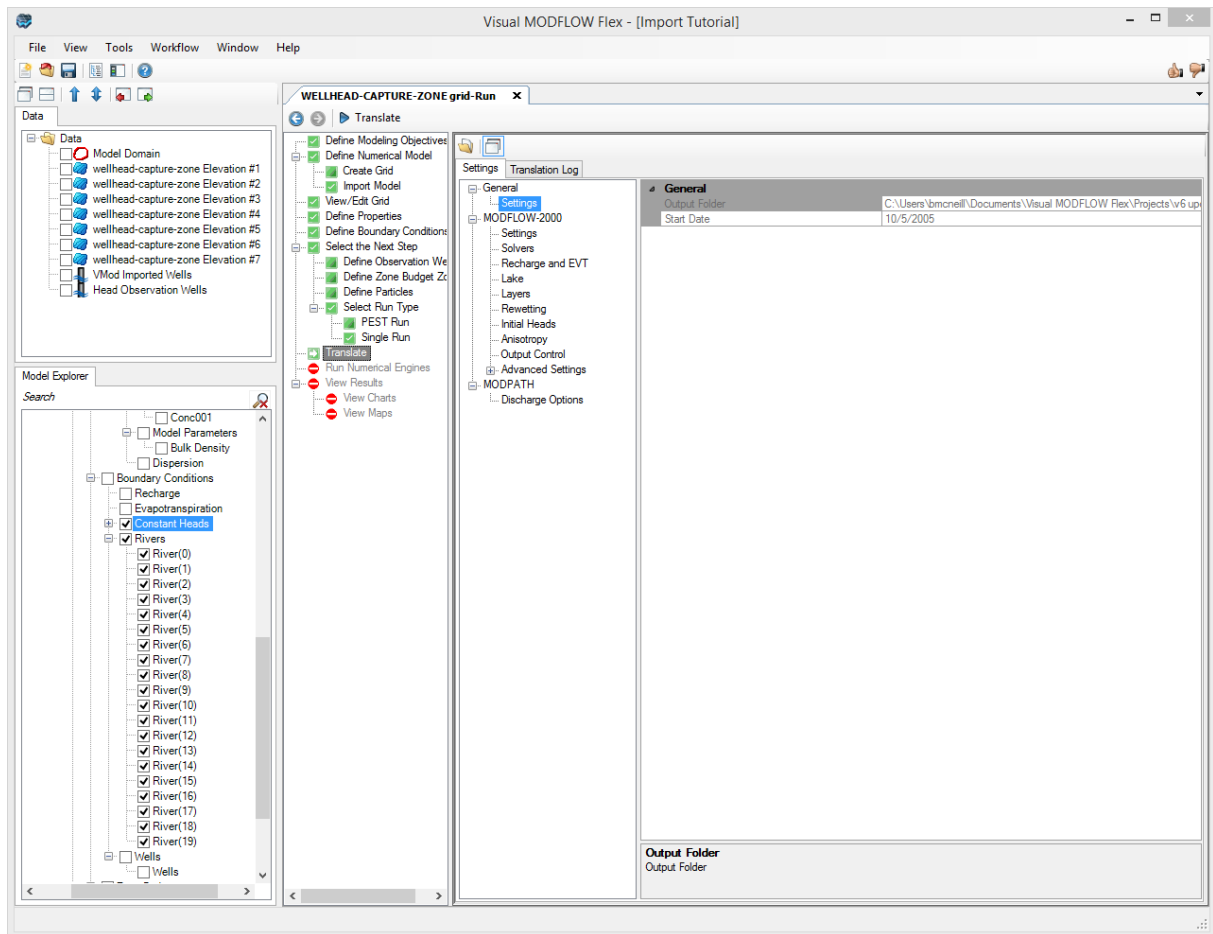 Visual MODFLOW Flex - [Import Tutorial]
File View Tools Workflow Window Help
Data
Data
Model Domain
wellhead-capture-zone Elevation #1
wellhead-capture-zone Elevation #2
wellhead-capture-zone Elevation #3
wellhead-capture-zone Elevation #4
wellhead-capture-zone Elevation #5
wellhead-capture-zone Elevation #6
wellhead-capture-zone Elevation #7
VMod Imported Wells
Head Observation Wells
Model Explorer
Search
Conc001
Model Parameters
Bulk Density
Dispersion
Boundary Conditions
Recharge
Evapotranspiration
Constant Heads
Rivers
River(0)
River(1)
River(2)
River(3)
River(4)
River(5)
River(6)
River(7)
River(8)
River(9)
River(10)
River(11)
River(12)
River(13)
River(14)
River(15)
River(16)
River(17)
River(18)
River(19)
Wells
Wells
WELLHEAD-CAPTURE-ZONE grid-Run X
Translate
Define Modeling Objectives
Define Numerical Model
Create Grid
Import Model
View/Edit Grid
Define Properties
Define Boundary Conditions
Select the Next Step
Define Observation We
Define Zone Budget Zo
Define Particles
Select Run Type
PEST Run
Single Run
Translate
Run Numerical Engines
View Results
View Charts
View Maps
Settings Translation Log
General
Settings
MODFLOW-2000
Settings
Solvers
Recharge and EVT
Lake
Layers
Rewetting
Initial Heads
Anisotropy
Output Control
Advanced Settings
MODPATH
Discharge Options
General
Output Folder C:\Users\bmcneill\Documents\Visual MODFLOW Flex\Projects\v6 up
Start Date 10/5/2005
Output Folder
Output Folder